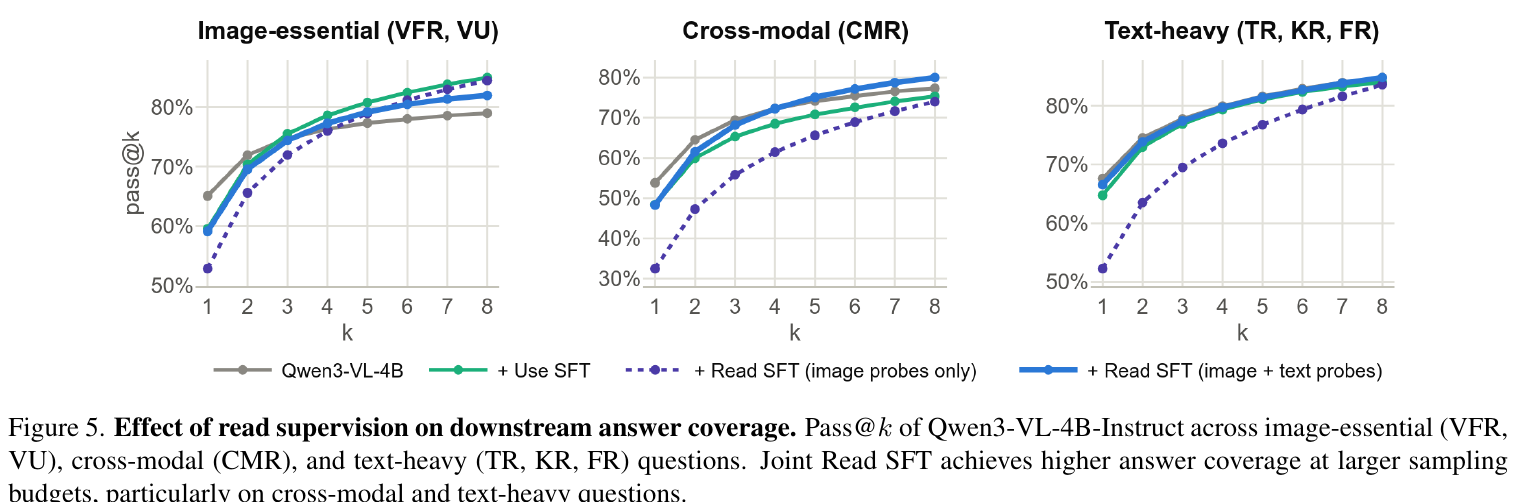 Image-essential (VFR, VU) Cross-modal (CMR) Text-heavy (TR, KR, FR)
pass@k
80%
70%
60%
50%
1 2 3 4 5 6 7 8
k
80%
70%
60%
50%
40%
30%
1 2 3 4 5 6 7 8
k
80%
70%
60%
50%
1 2 3 4 5 6 7 8
k
Qwen3-VL-4B + Use SFT + Read SFT (image probes only) + Read SFT (image + text probes)
Figure 5. Effect of read supervision on downstream answer coverage. Pass@k of Qwen3-VL-4B-Instruct across image-essential (VFR,
VU), cross-modal (CMR), and text-heavy (TR, KR, FR) questions. Joint Read SFT achieves higher answer coverage at larger sampling
budgets, particularly on cross-modal and text-heavy questions.